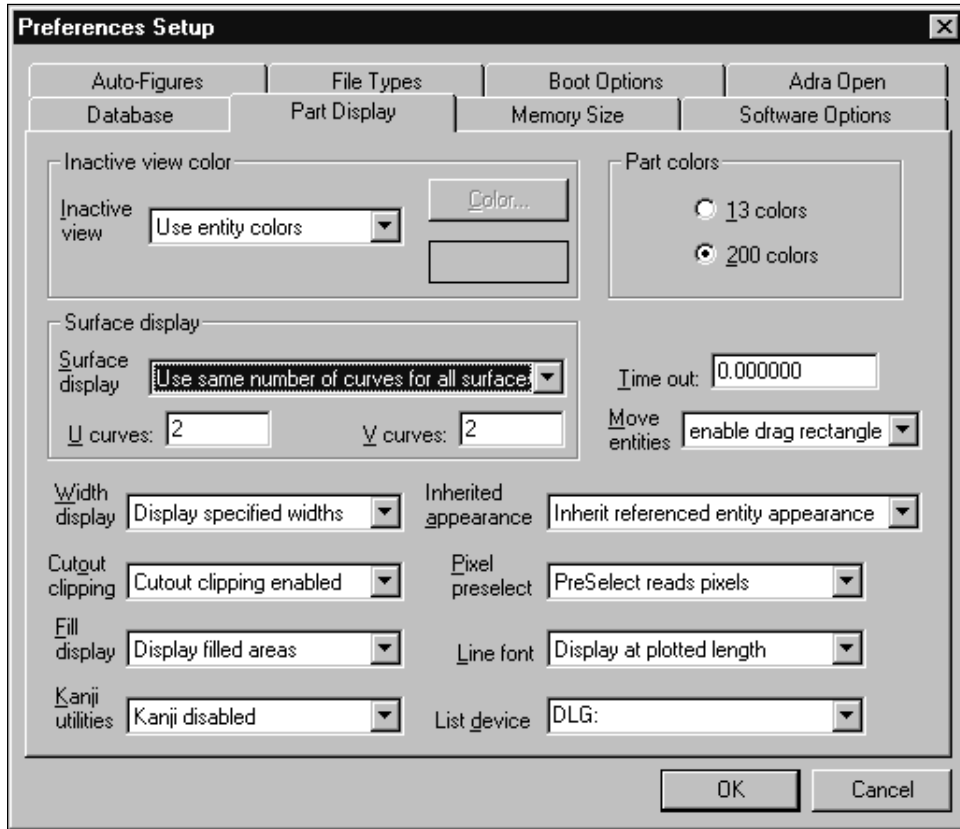 Preferences Setup
Auto-Figures File Types Boot Options Adra Open
Database Part Display Memory Size Software Options
Inactive view color
Inactive view
Use entity colors
Color...
Part colors
13 colors
200 colors
Surface display
Surface display
Use same number of curves for all surfaces
U curves: 2
V curves: 2
Time out: 0.000000
Move entities
enable drag rectangle
Width display
Display specified widths
Inherited appearance
Inherit referenced entity appearance
Cutout clipping
Cutout clipping enabled
Pixel preselect
PreSelect reads pixels
Fill display
Display filled areas
Line font
Display at plotted length
Kanji utilities
Kanji disabled
List device
DLG:
OK
Cancel